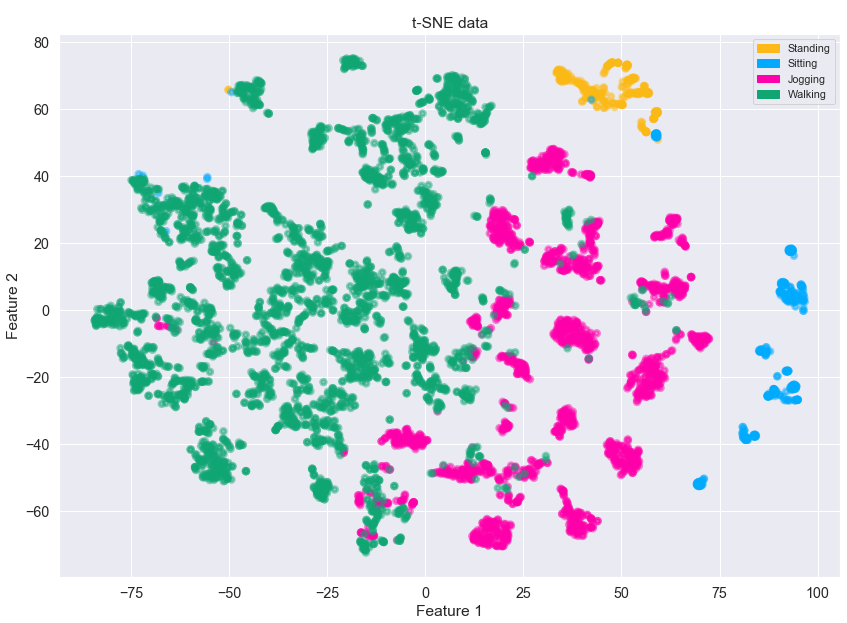 t-SNE data
80
60
40
20
0
−20
−40
−60
Feature 2
−75
−50
−25
0
25
50
75
100
Feature 1
Standing
Sitting
Jogging
Walking